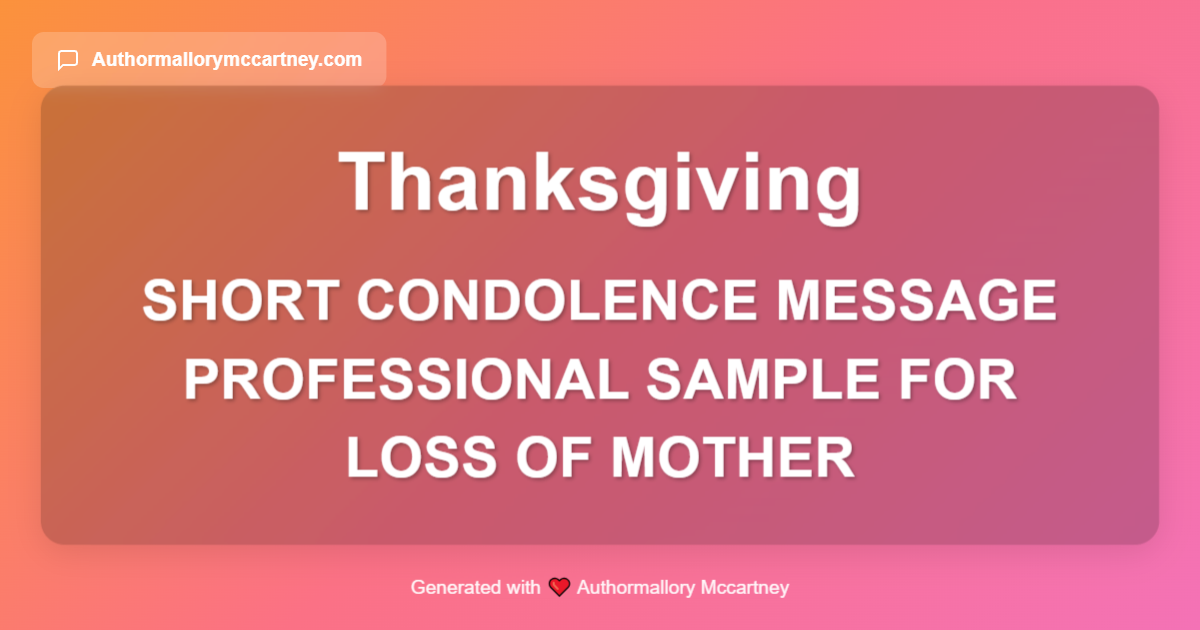 Authormallorymccartney.com
Thanksgiving
SHORT CONDOLENCE MESSAGE
PROFESSIONAL SAMPLE FOR
LOSS OF MOTHER
Generated with ❤️ Authormallory Mccartney